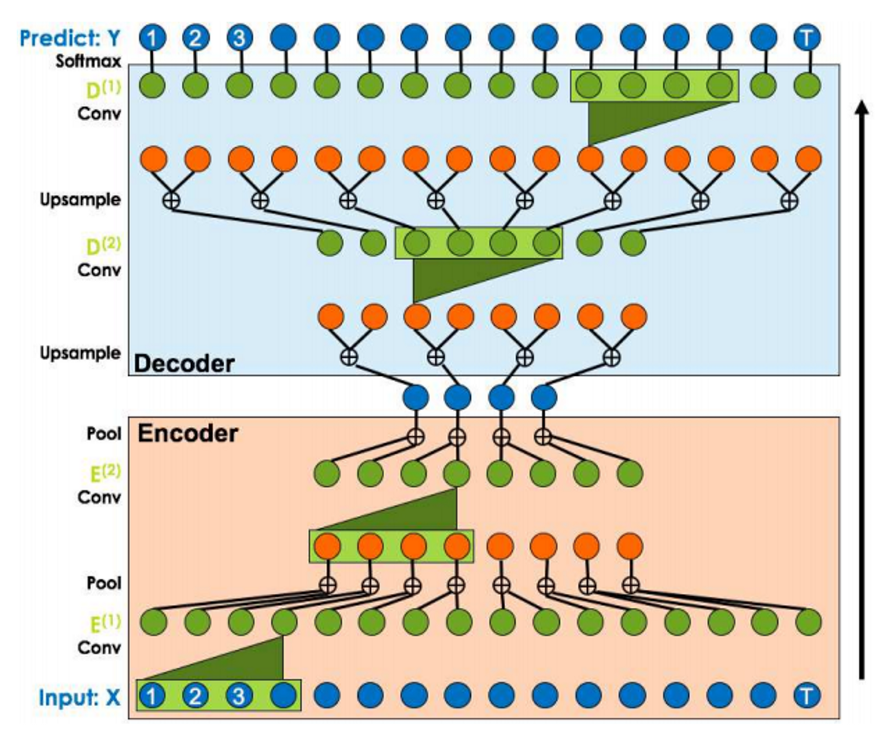 Predict: Y 1 2 3 T
Softmax
D(1)
Conv
Upsample
D(2)
Conv
Upsample
Decoder
Pool
Encoder
E(2)
Conv
Pool
E(1)
Conv
Input: X 1 2 3 T